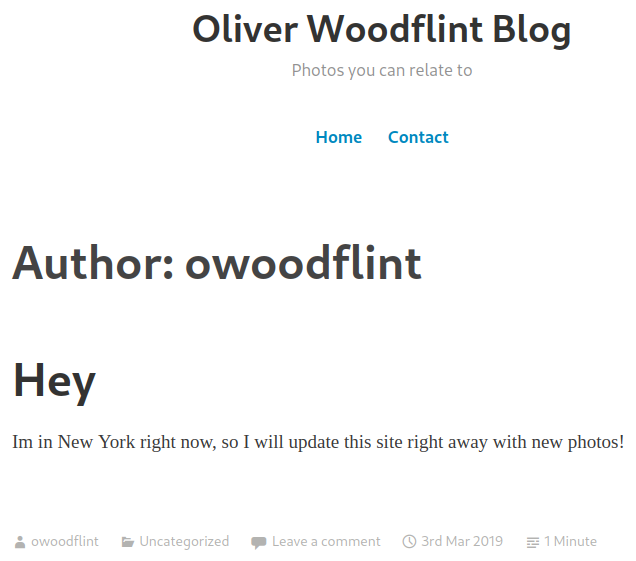 Oliver Woodflint Blog
Photos you can relate to
Home Contact
Author: owoodflint
Hey
Im in New York right now, so I will update this site right away with new photos!
owoodflint Uncategorized Leave a comment 3rd Mar 2019 1 Minute